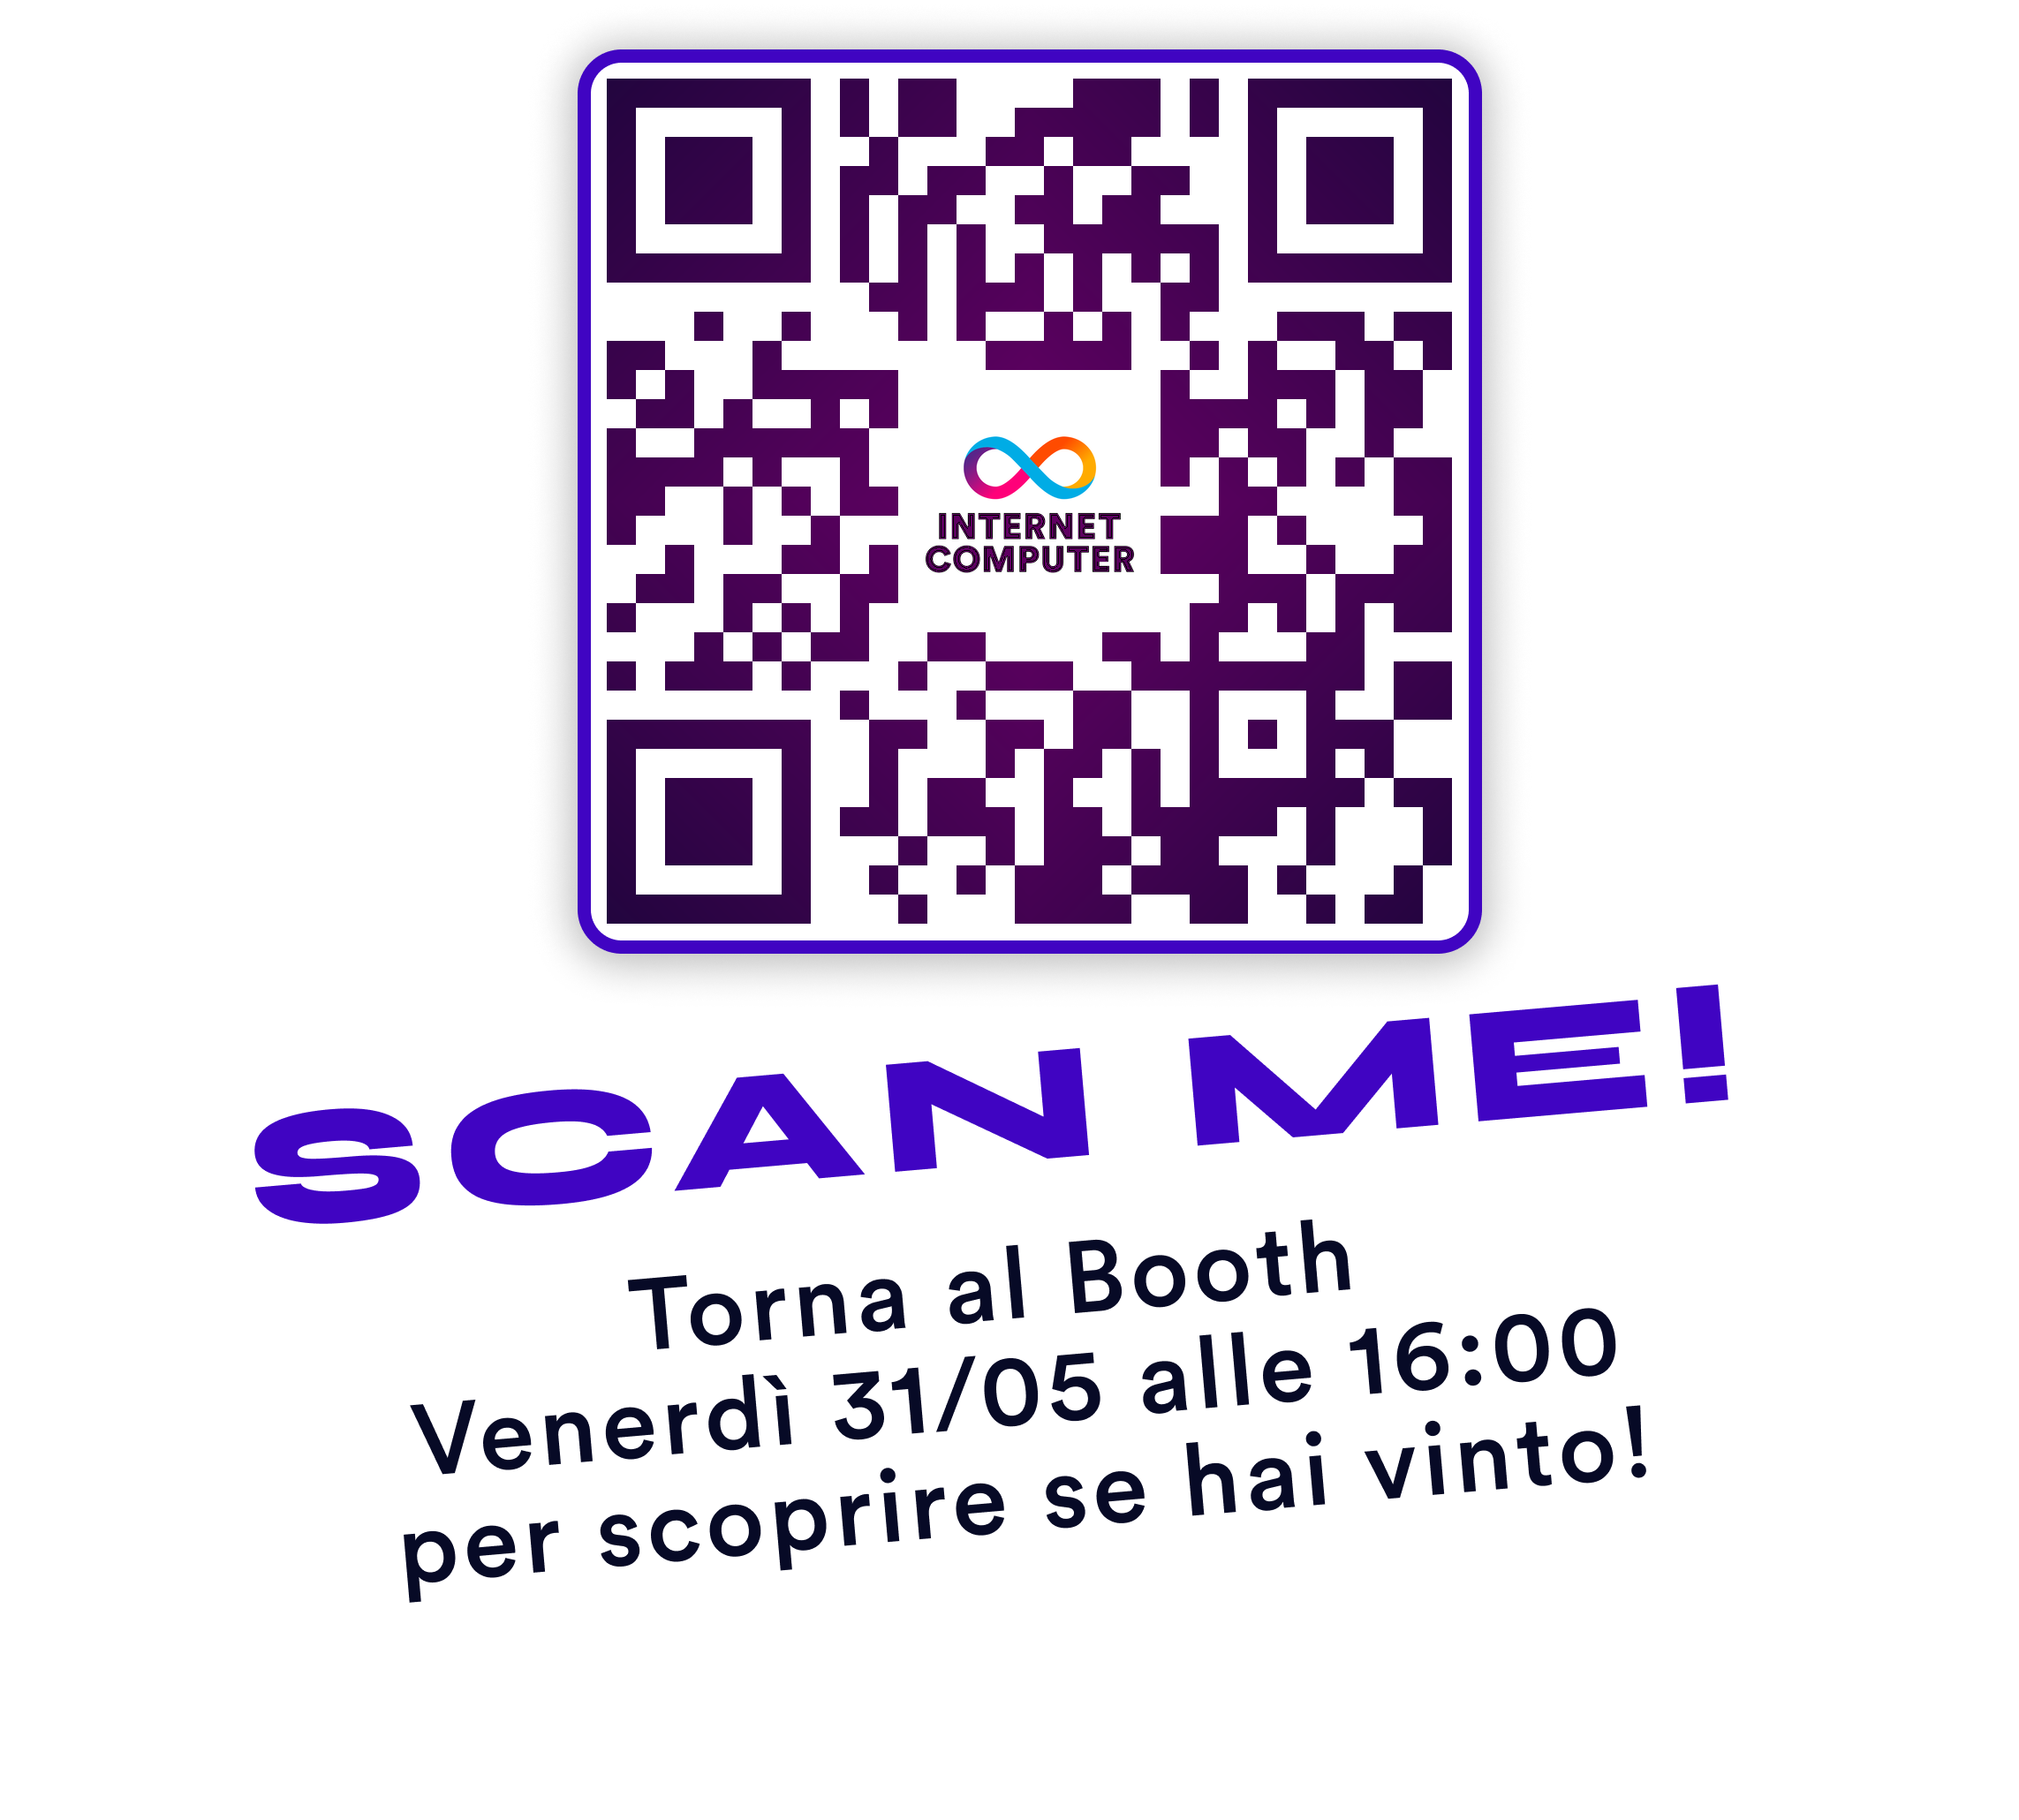 INTERNET
COMPUTER
SCAN ME!
Torna al Booth
Venerdì 31/05 alle 16:00
per scoprire se hai vinto!